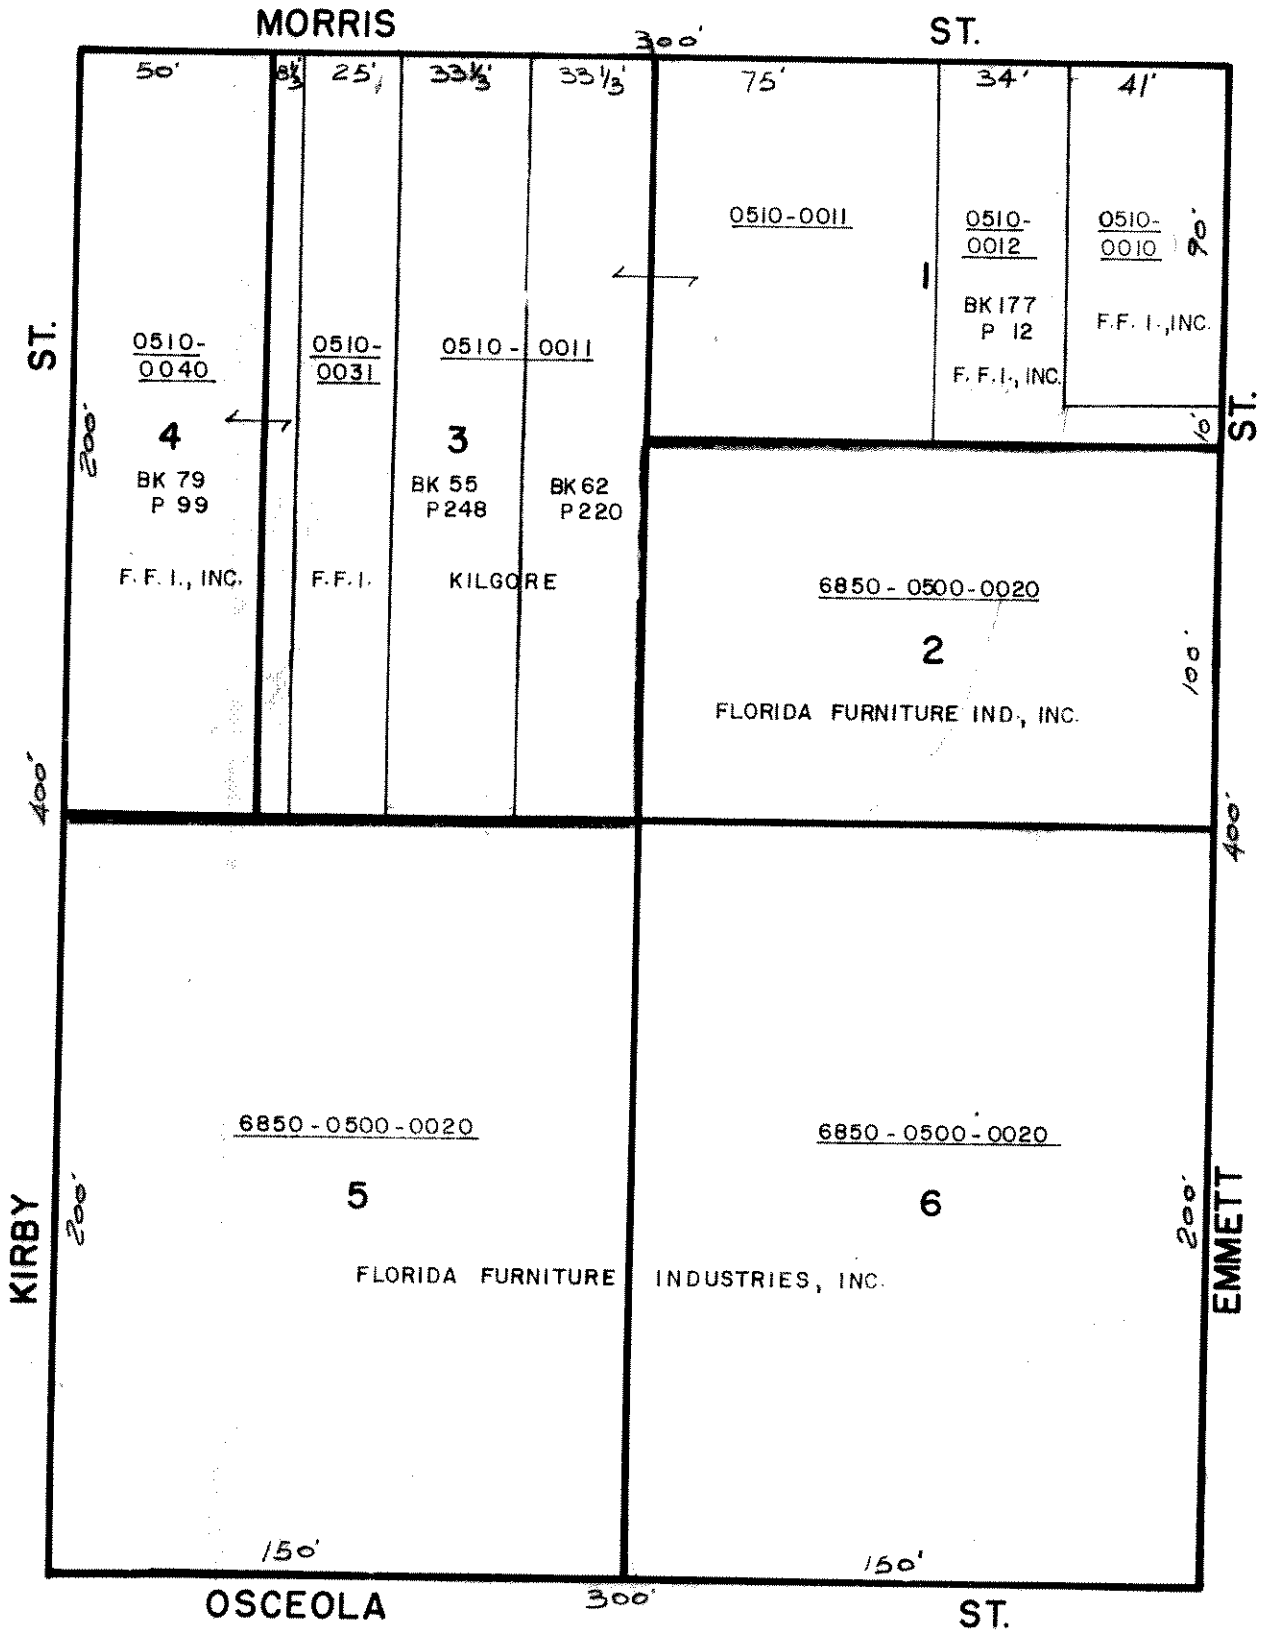 MORRIS ST.
300'
50' 8⅓' 25' 33⅓' 33⅓' 75' 34' 41'
0510-0011
0510-
0012
0510-
0010
90'
1
BK 177
P 12
F.F.I., INC.
F.F.I., INC.
10'
ST.
ST.
0510-
0040
0510-
0031
0510-0011
200'
4
3
BK 79
P 99
BK 55
P 248
BK 62
P 220
F.F.I., INC.
F.F.I.
KILGORE
6850-0500-0020
2
100'
FLORIDA FURNITURE IND., INC.
400'
400'
6850-0500-0020
6850-0500-0020
5
6
KIRBY
200'
200'
EMMETT
FLORIDA FURNITURE INDUSTRIES, INC.
150'
150'
OSCEOLA 300' ST.